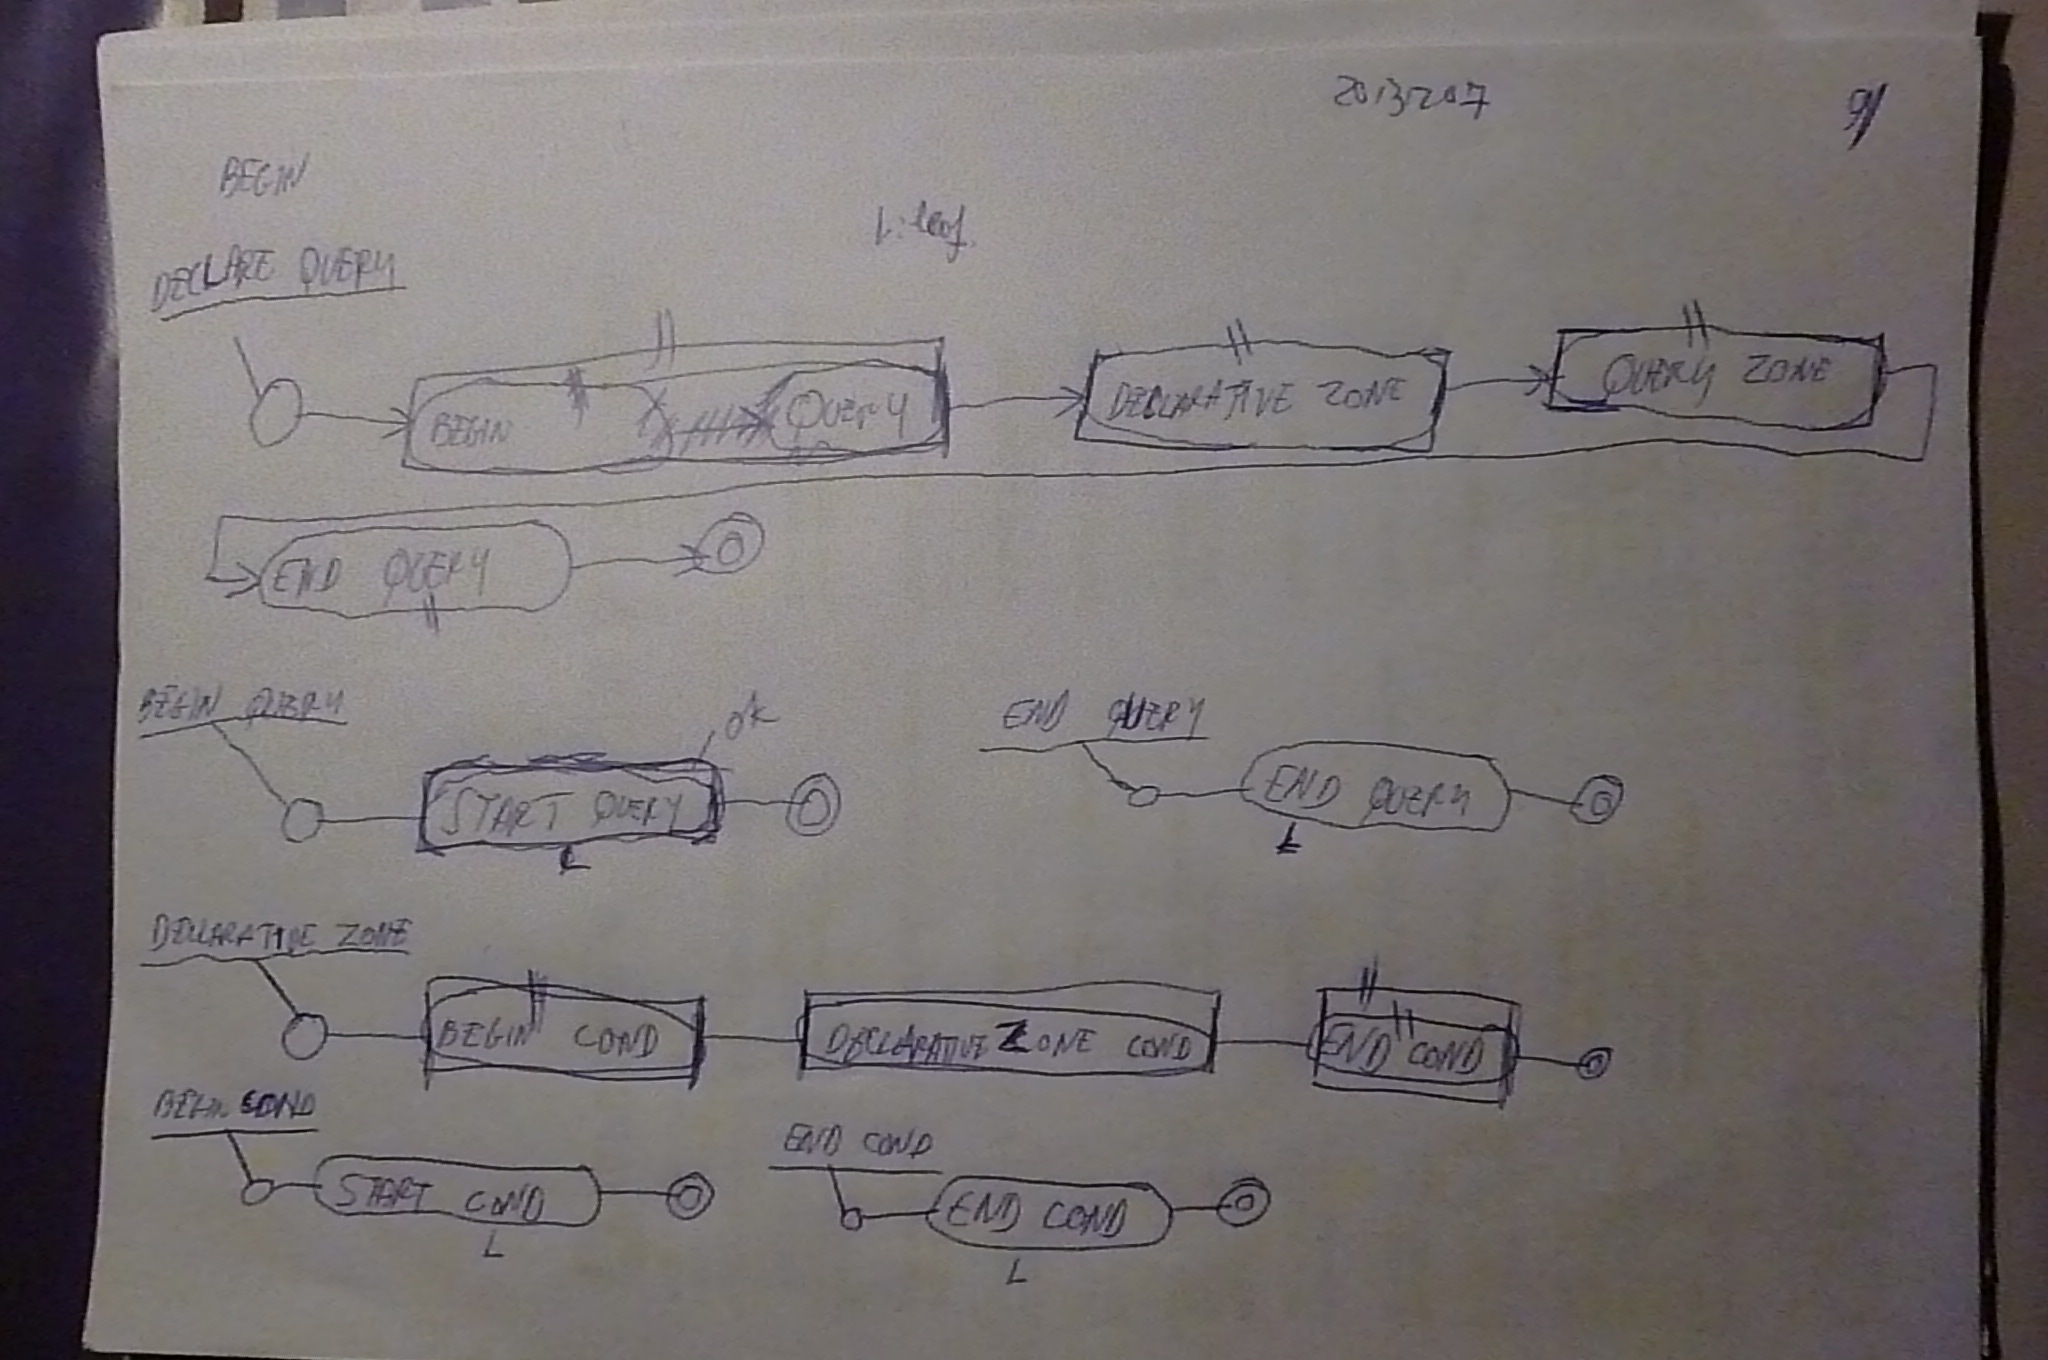 20131207
9/
BEGIN
L: leaf
DECLARE QUERY
BEGIN QUERY
DECLARATIVE ZONE
QUERY ZONE
END QUERY
BEGIN QUERY
ok
START QUERY
L
END QUERY
END QUERY
L
DECLARATIVE ZONE
BEGIN COND
DECLARATIVE ZONE COND
END COND
BEGIN COND
START COND
L
END COND
END COND
L